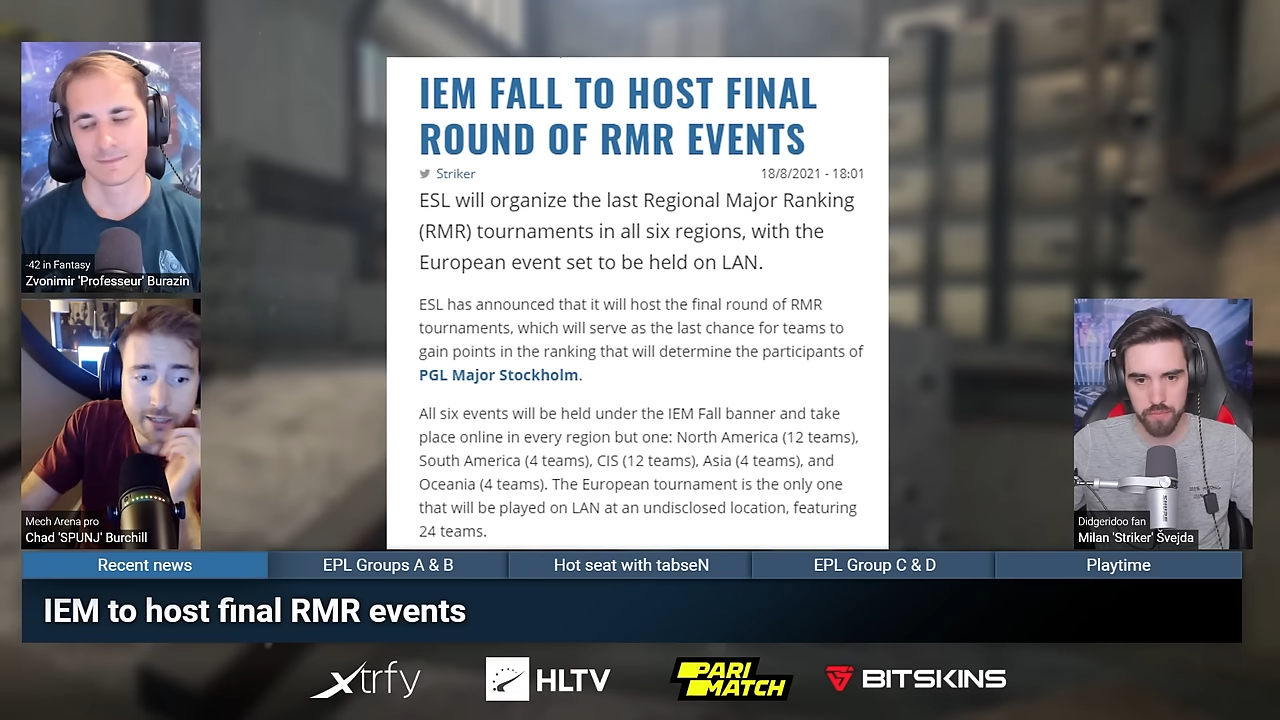 IEM FALL TO HOST FINAL
ROUND OF RMR EVENTS
Striker
18/8/2021 - 18:01
ESL will organize the last Regional Major Ranking
(RMR) tournaments in all six regions, with the
European event set to be held on LAN.
ESL has announced that it will host the final round of RMR
tournaments, which will serve as the last chance for teams to
gain points in the ranking that will determine the participants of
PGL Major Stockholm.
All six events will be held under the IEM Fall banner and take
place online in every region but one: North America (12 teams),
South America (4 teams), CIS (12 teams), Asia (4 teams), and
Oceania (4 teams). The European tournament is the only one
that will be played on LAN at an undisclosed location, featuring
24 teams.
-42 in Fantasy
Zvonimir 'Professeur' Burazin
Mech Arena pro
Chad 'SPUNJ' Burchill
Didgeridoo fan
Milan 'Striker' Švejda
SHURE
Recent news
EPL Groups A & B
Hot seat with tabseN
EPL Group C & D
Playtime
IEM to host final RMR events
xtrfy
HLTV
PARI
MATCH
BITSKINS